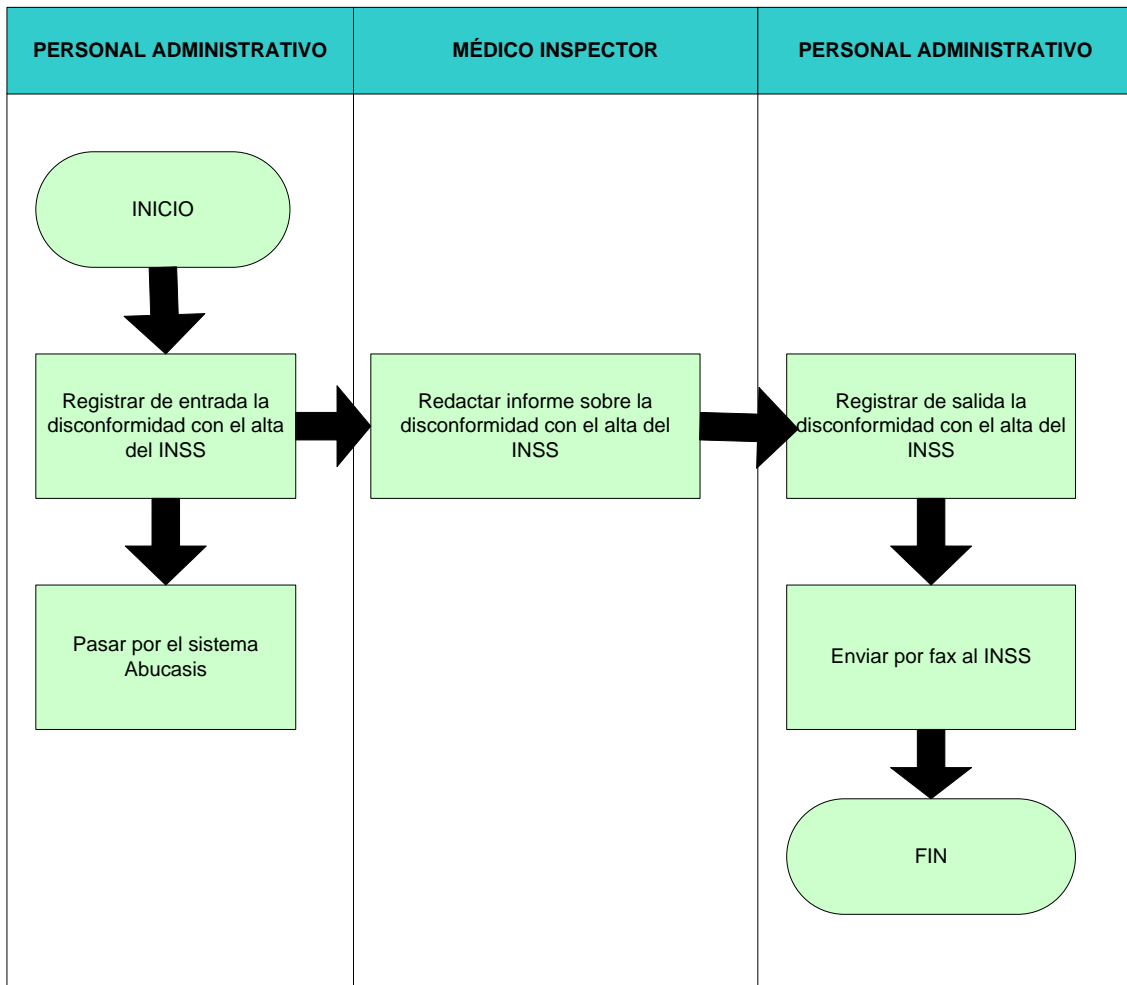 PERSONAL ADMINISTRATIVO
MÉDICO INSPECTOR
PERSONAL ADMINISTRATIVO
INICIO
Registrar de entrada la
disconformidad con el alta
del INSS
Redactar informe sobre la
disconformidad con el alta del
INSS
Registrar de salida la
disconformidad con el alta del
INSS
Pasar por el sistema
Abucasis
Enviar por fax al INSS
FIN